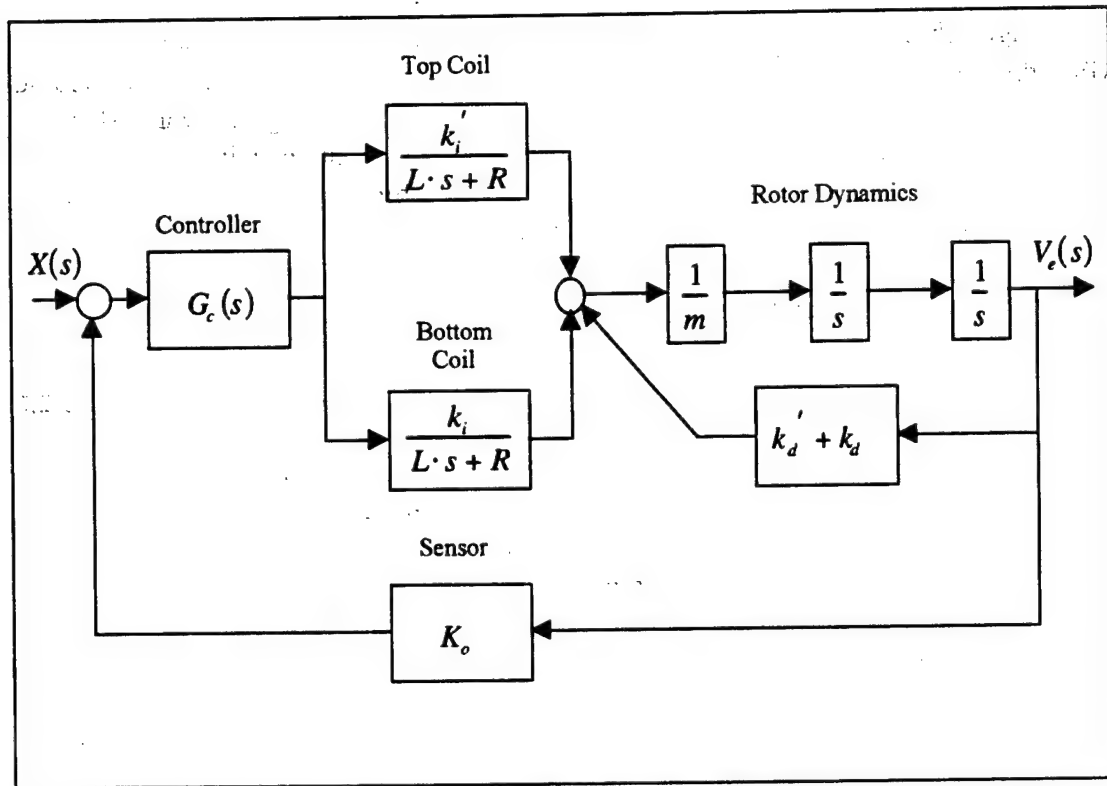 Top Coil
k_i'
L · s + R
Rotor Dynamics
Controller
X(s)
G_c(s)
1
m
1
s
1
s
V_e(s)
Bottom
Coil
k_i
L · s + R
k_d' + k_d
Sensor
K_o